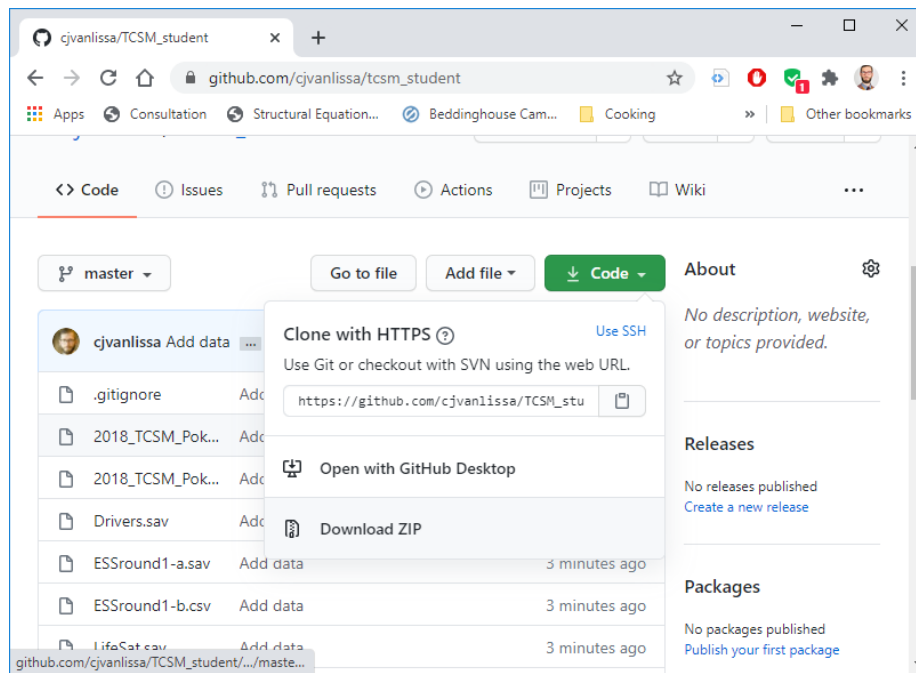 cjvanlissa/TCSM_student
github.com/cjvanlissa/tcsm_student
1
Apps Consultation Structural Equation... Beddinghouse Cam... Cooking » Other bookmarks
<> Code Issues Pull requests Actions Projects Wiki ...
master Go to file Add file Code
About
No description, website,
or topics provided.
cjvanlissa Add data ...
Clone with HTTPS ? Use SSH
Use Git or checkout with SVN using the web URL.
https://github.com/cjvanlissa/TCSM_stu
Open with GitHub Desktop
Download ZIP
.gitignore Adc
2018_TCSM_Pok... Adc
2018_TCSM_Pok... Adc
Drivers.sav Adc
ESSround1-a.sav Add data 3 minutes ago
ESSround1-b.csv Add data 3 minutes ago
LifeSat.sav Add data 3 minutes ago
Releases
No releases published
Create a new release
Packages
No packages published
Publish your first package
github.com/cjvanlissa/TCSM_student/.../maste...